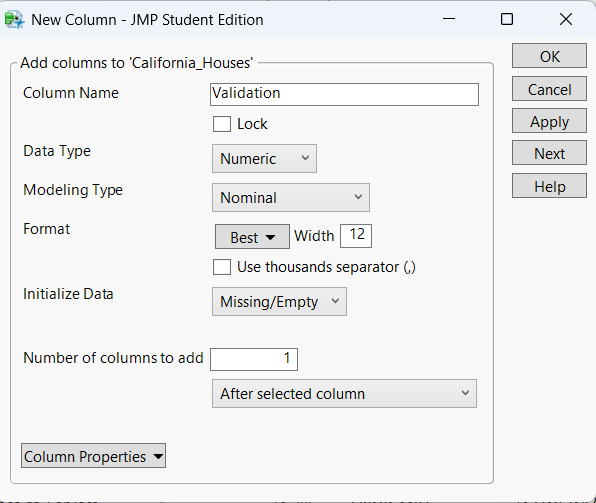 New Column - JMP Student Edition
Add columns to 'California_Houses'
OK
Column Name Validation
Cancel
Lock
Apply
Data Type Numeric
Next
Modeling Type Nominal
Help
Format Best Width 12
Use thousands separator (,)
Initialize Data Missing/Empty
Number of columns to add 1
After selected column
Column Properties